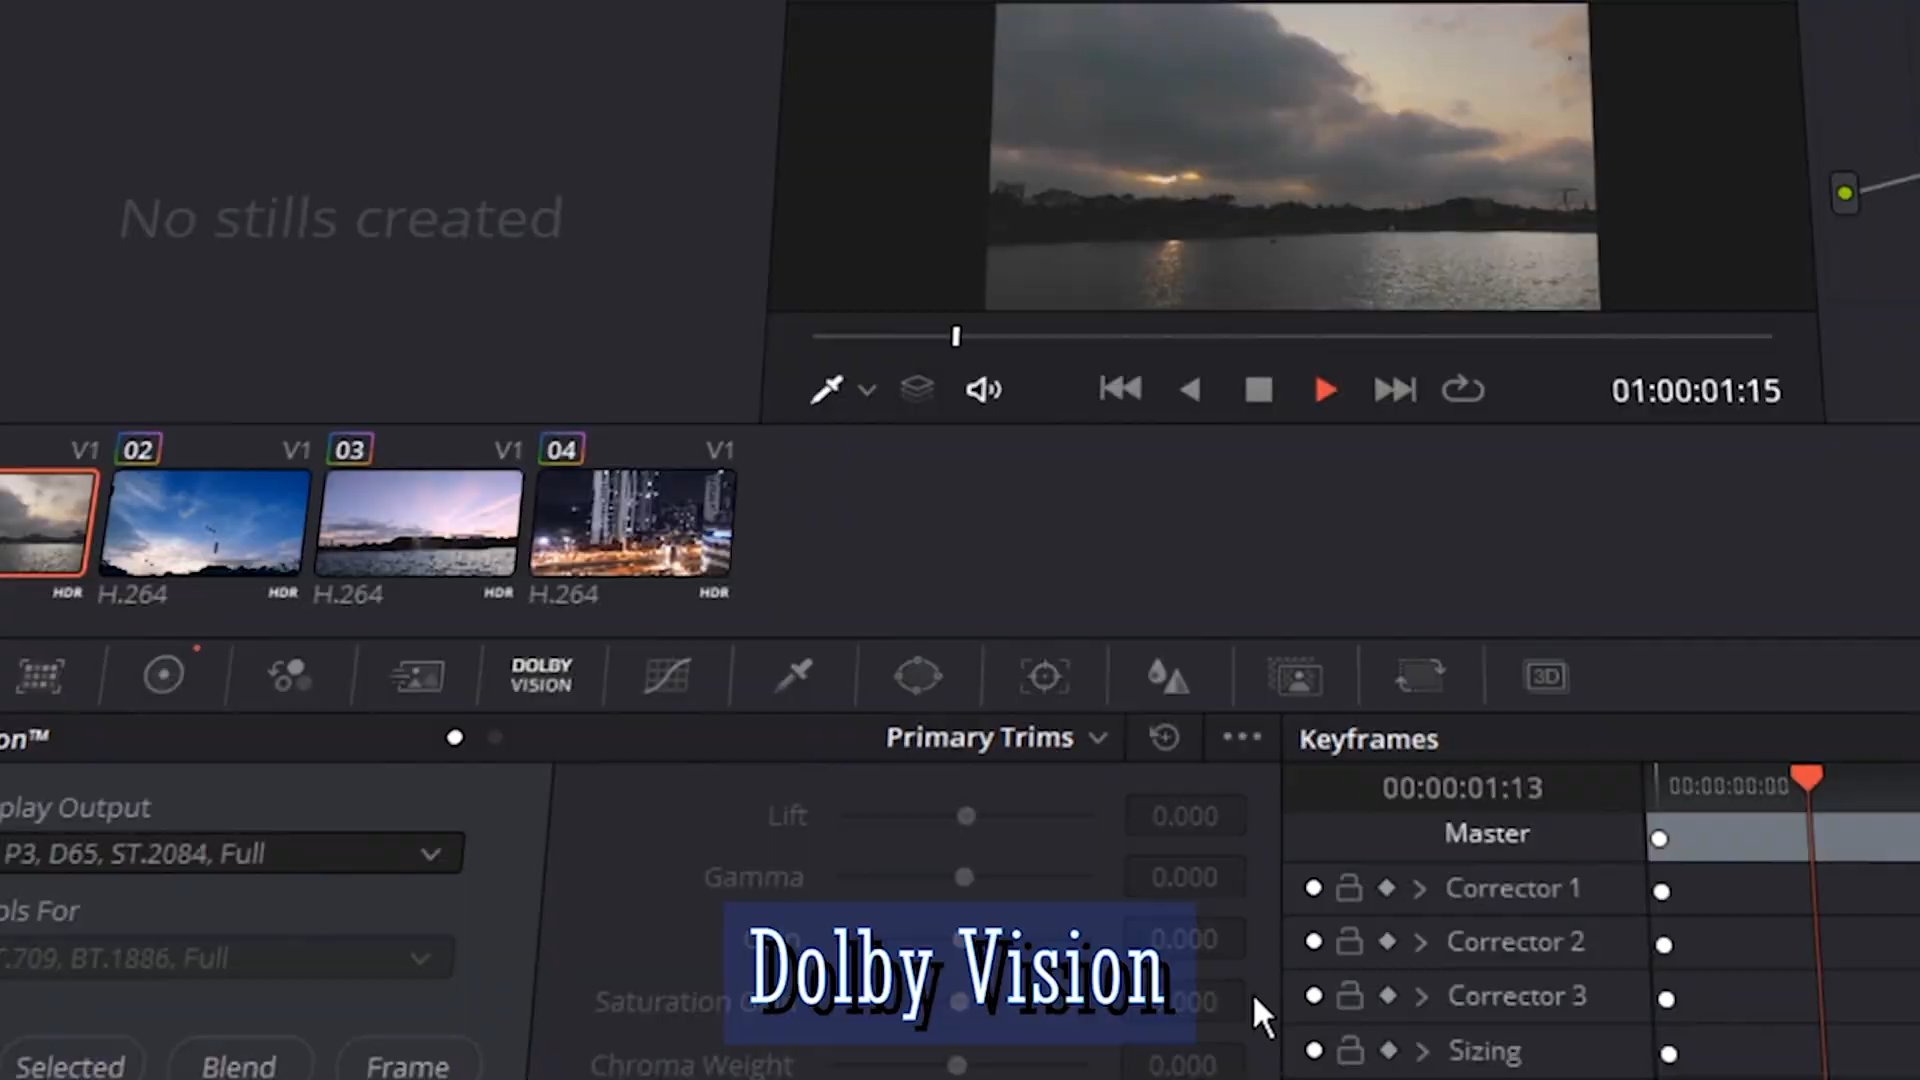 No stills created
01:00:01:15
V1 02 V1 03 V1 04 V1
HDR H.264 HDR H.264 HDR H.264 HDR
DOLBY
VISION
3D
on™ Primary Trims Keyframes
00:00:01:13 00:00:00:00
play Output Lift 0.000 Master
P3, D65, ST.2084, Full
Gamma 0.000 Corrector 1
ols For
T.709, BT.1886, Full 0.000 Corrector 2
Dolby Vision
Saturation Corrector 3
Sizing
Selected Blend Frame Chroma Weight 0.000